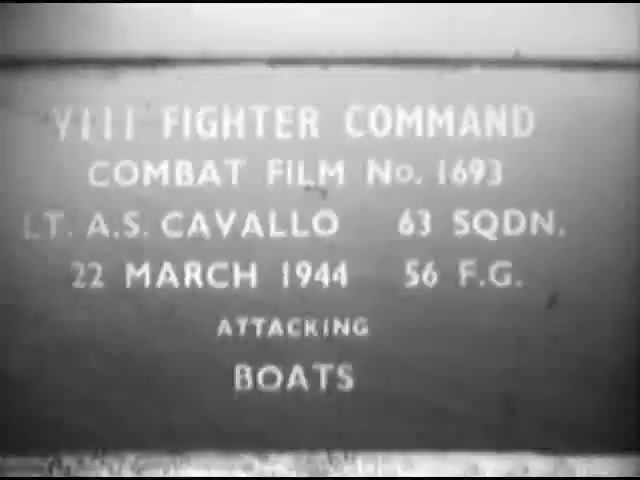 VIII FIGHTER COMMAND
COMBAT FILM No. 1693
LT. A.S. CAVALLO 63 SQDN.
22 MARCH 1944 56 F.G.
ATTACKING
BOATS